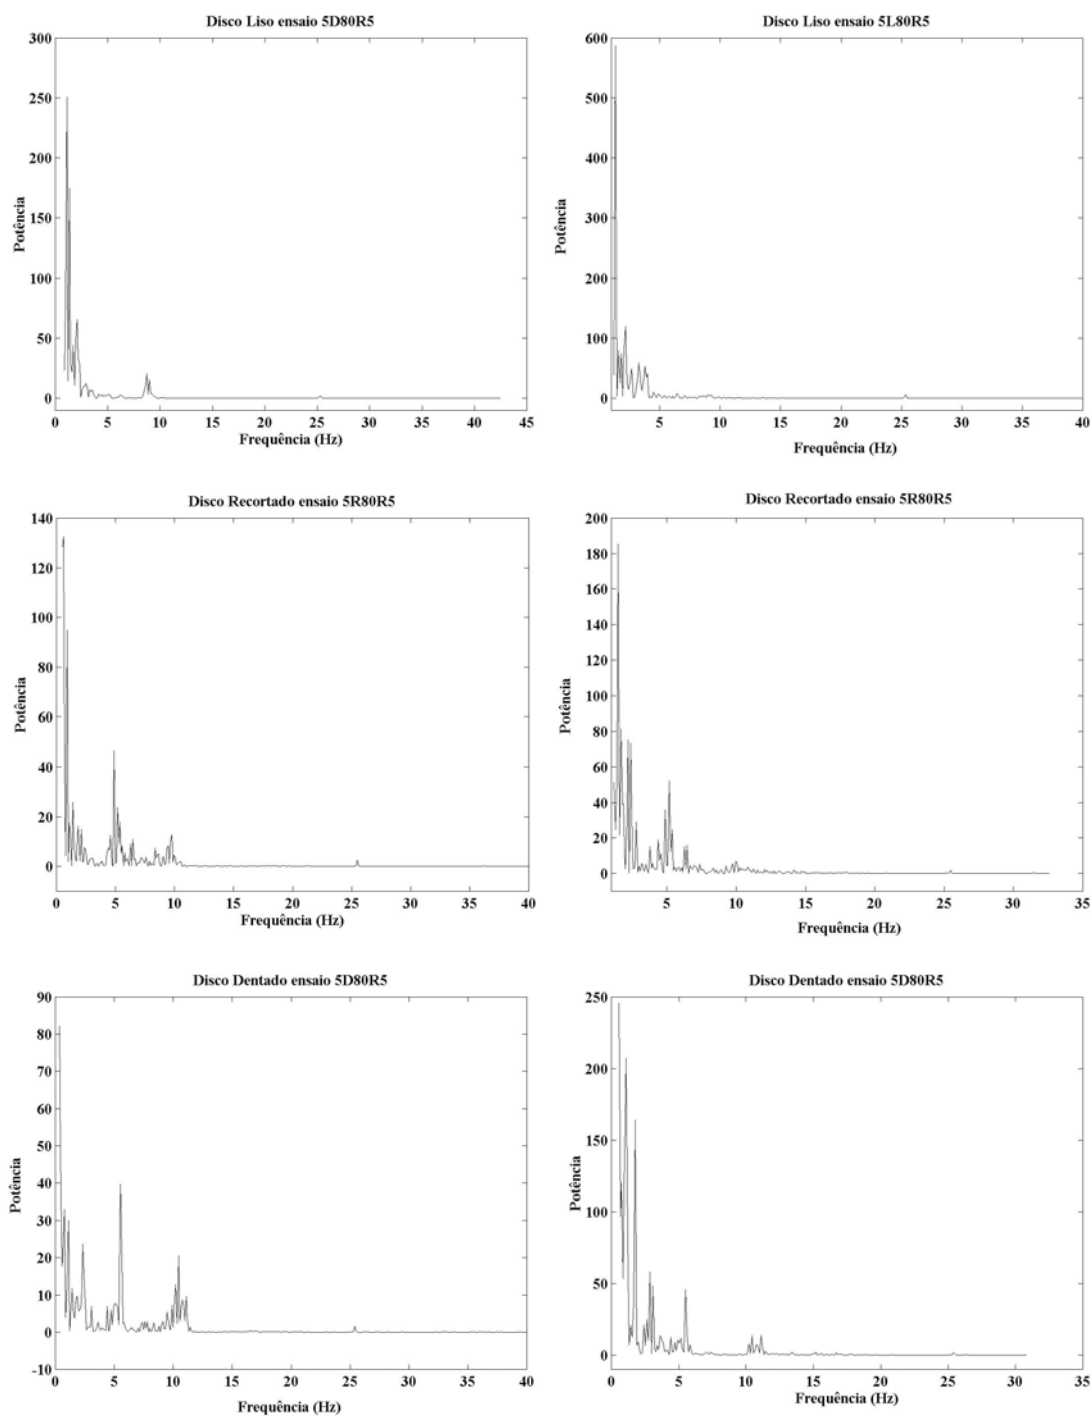 Disco Liso ensaio 5D80R5
300
250
200
150
100
50
0
Potência
0 5 10 15 20 25 30 35 40 45
Frequência (Hz)
Disco Liso ensaio 5L80R5
600
500
400
300
200
100
0
Potência
5 10 15 20 25 30 35 40
Frequência (Hz)
Disco Recortado ensaio 5R80R5
140
120
100
80
60
40
20
0
Potência
0 5 10 15 20 25 30 35 40
Frequência (Hz)
Disco Recortado ensaio 5R80R5
200
180
160
140
120
100
80
60
40
20
0
Potência
5 10 15 20 25 30 35
Frequência (Hz)
Disco Dentado ensaio 5D80R5
90
80
70
60
50
40
30
20
10
0
-10
Potência
0 5 10 15 20 25 30 35 40
Frequência (Hz)
Disco Dentado ensaio 5D80R5
250
200
150
100
50
0
Potência
0 5 10 15 20 25 30 35
Frequência (Hz)